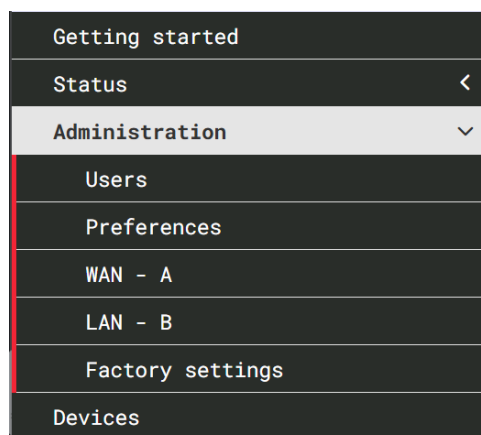 Getting started
Status
Administration
Users
Preferences
WAN - A
LAN - B
Factory settings
Devices